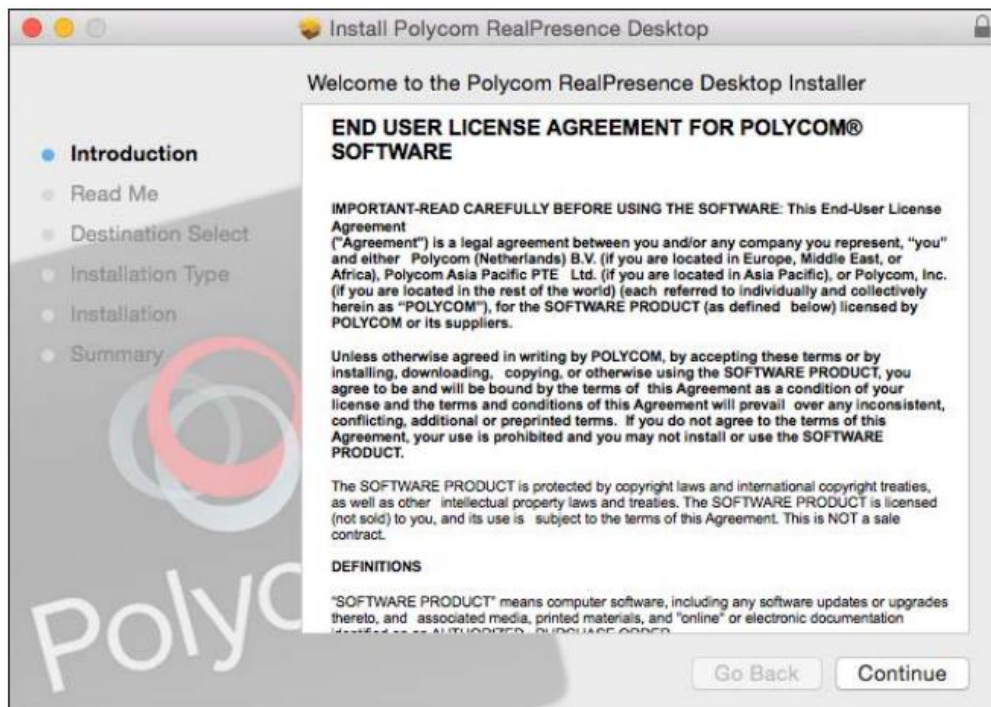 Install Polycom RealPresence Desktop
Welcome to the Polycom RealPresence Desktop Installer
Introduction
Read Me
Destination Select
Installation Type
Installation
Summary
Polyc
END USER LICENSE AGREEMENT FOR POLYCOM®
SOFTWARE
IMPORTANT-READ CAREFULLY BEFORE USING THE SOFTWARE: This End-User License
Agreement
("Agreement") is a legal agreement between you and/or any company you represent, "you"
and either Polycom (Netherlands) B.V. (if you are located in Europe, Middle East, or
Africa), Polycom Asia Pacific PTE Ltd. (if you are located in Asia Pacific), or Polycom, Inc.
(if you are located in the rest of the world) (each referred to individually and collectively
herein as "POLYCOM"), for the SOFTWARE PRODUCT (as defined below) licensed by
POLYCOM or its suppliers.
Unless otherwise agreed in writing by POLYCOM, by accepting these terms or by
installing, downloading, copying, or otherwise using the SOFTWARE PRODUCT, you
agree to be and will be bound by the terms of this Agreement as a condition of your
license and the terms and conditions of this Agreement will prevail over any inconsistent,
conflicting, additional or preprinted terms. If you do not agree to the terms of this
Agreement, your use is prohibited and you may not install or use the SOFTWARE
PRODUCT.
The SOFTWARE PRODUCT is protected by copyright laws and international copyright treaties,
as well as other intellectual property laws and treaties. The SOFTWARE PRODUCT is licensed
(not sold) to you, and its use is subject to the terms of this Agreement. This is NOT a sale
contract.
DEFINITIONS
"SOFTWARE PRODUCT" means computer software, including any software updates or upgrades
thereto, and associated media, printed materials, and "online" or electronic documentation
identified on an AUTHORIZED PURCHASE ORDER
Go Back
Continue